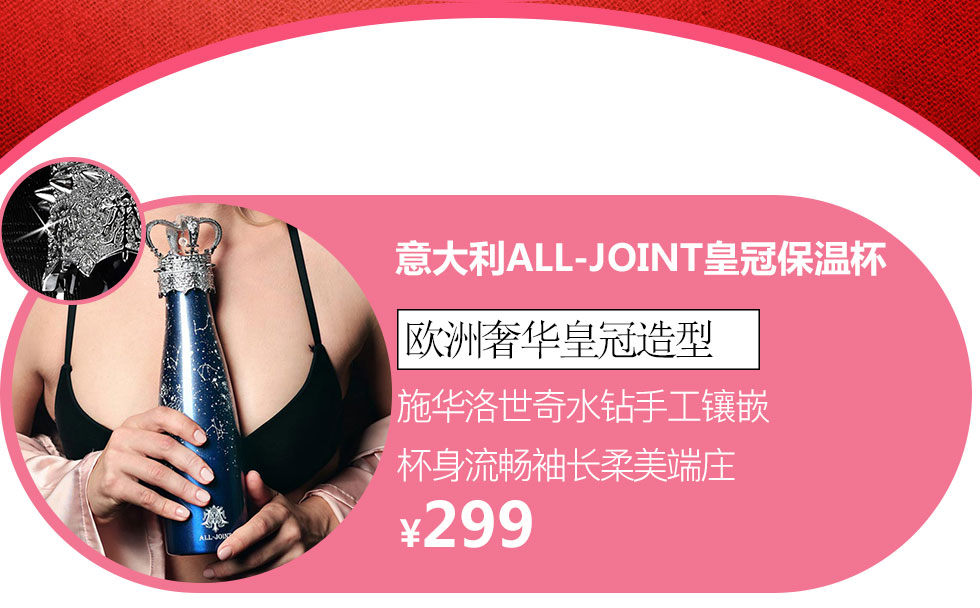 意大利ALL-JOINT皇冠保温杯
欧洲奢华皇冠造型
施华洛世奇水钻手工镶嵌
杯身流畅袖长柔美端庄
¥299
ALL-JOINT